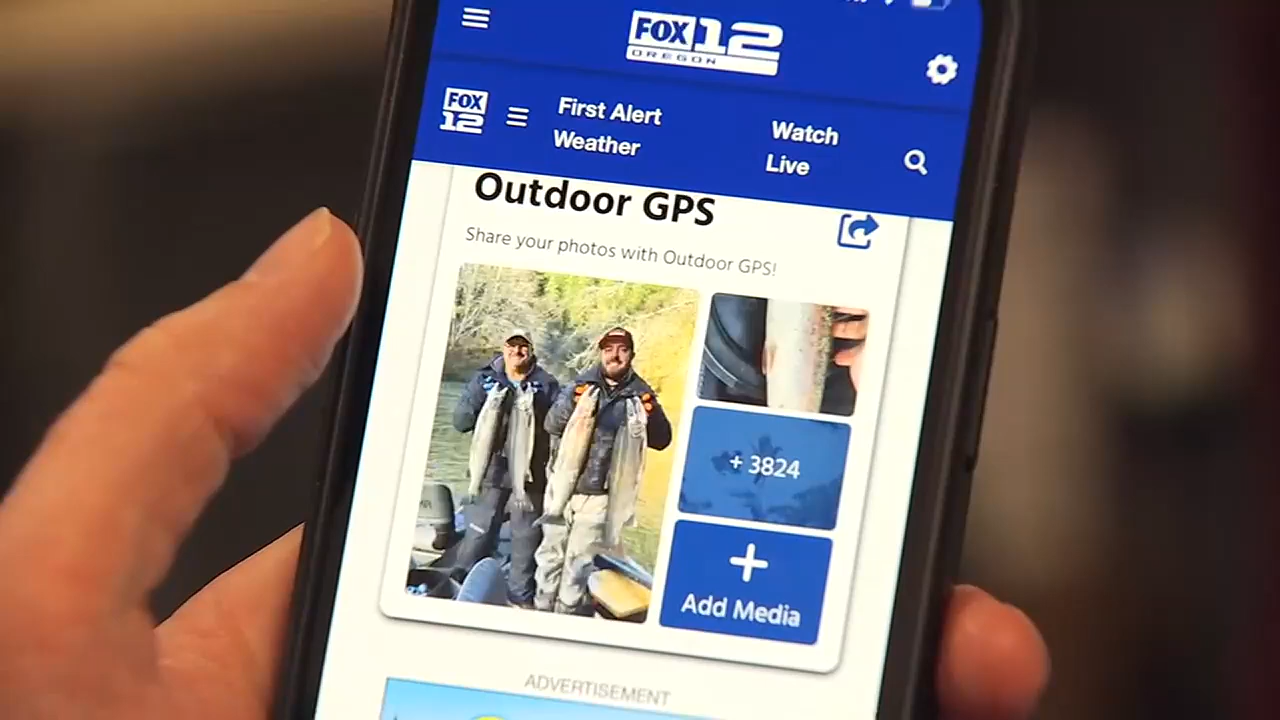 FOX 12
OREGON
FOX
12
First Alert
Weather
Watch
Live
Outdoor GPS
Share your photos with Outdoor GPS!
+ 3824
Add Media
ADVERTISEMENT